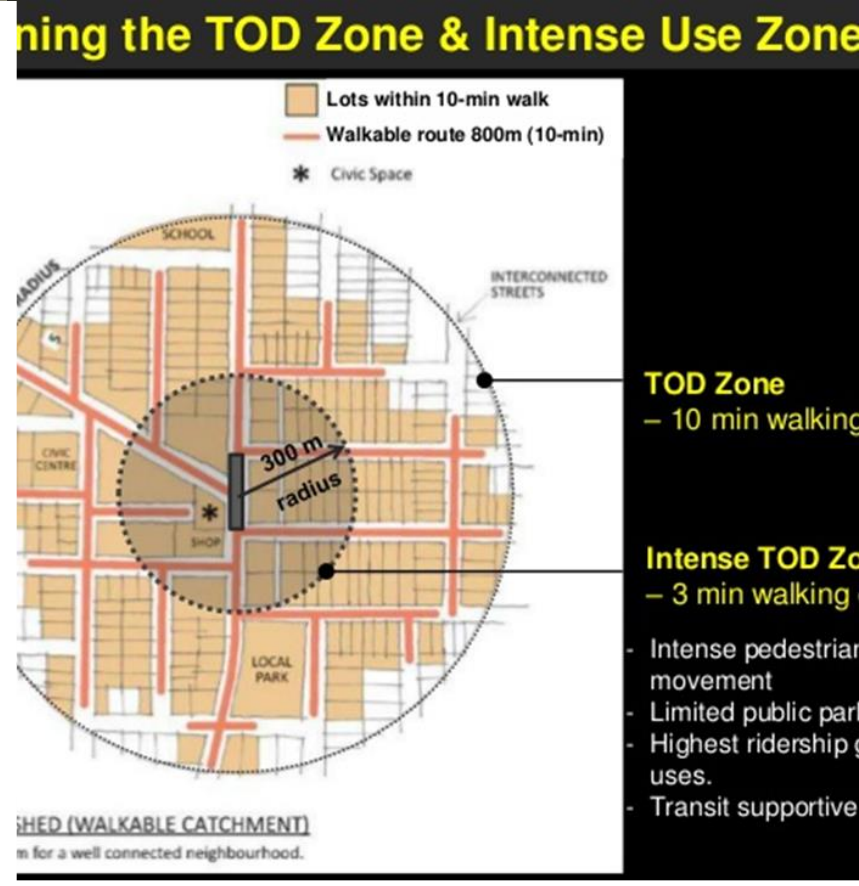 ning the TOD Zone & Intense Use Zone
Lots within 10-min walk
Walkable route 800m (10-min)
Civic Space
SCHOOL
ADIUS
INTERCONNECTED
STREETS
TOD Zone
– 10 min walking
300 m
radius
CIVIC
CENTRE
SHOP
Intense TOD Zo
– 3 min walking
- Intense pedestrian
movement
- Limited public park
- Highest ridership g
uses.
- Transit supportive
LOCAL
PARK
SHED (WALKABLE CATCHMENT)
m for a well connected neighbourhood.